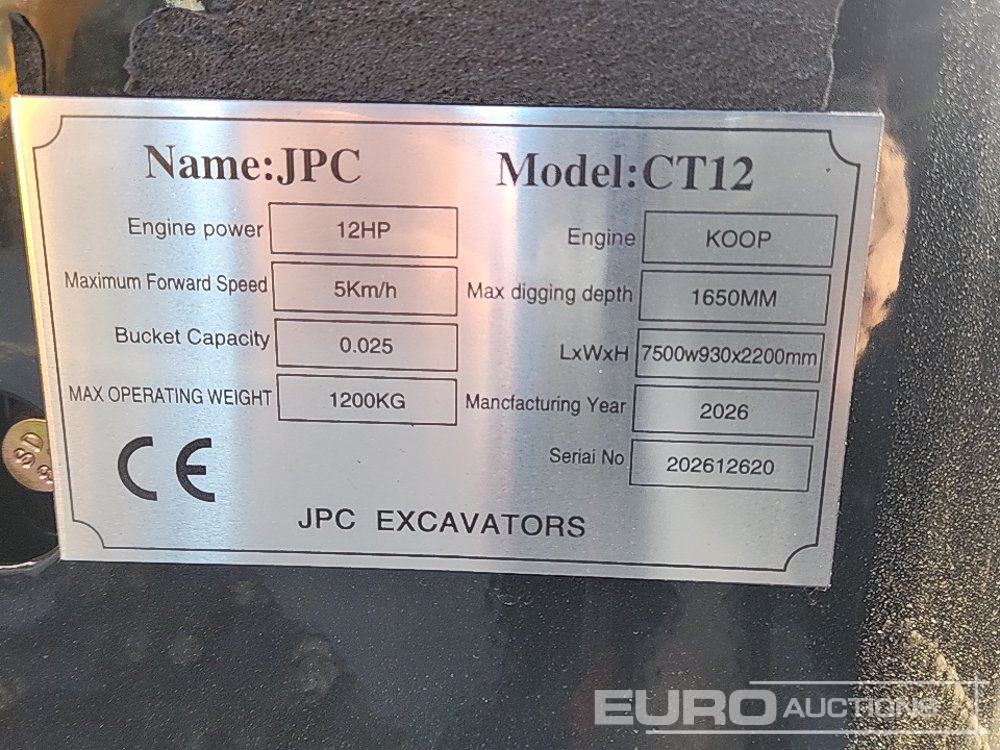 Name:JPC Model:CT12
Engine power 12HP Engine KOOP
Maximum Forward Speed 5Km/h Max digging depth 1650MM
Bucket Capacity 0.025 LxWxH 7500w930x2200mm
MAX OPERATING WEIGHT 1200KG Mancfacturing Year 2026
Seriai No 202612620
CE
JPC EXCAVATORS
EURO AUCTIONS